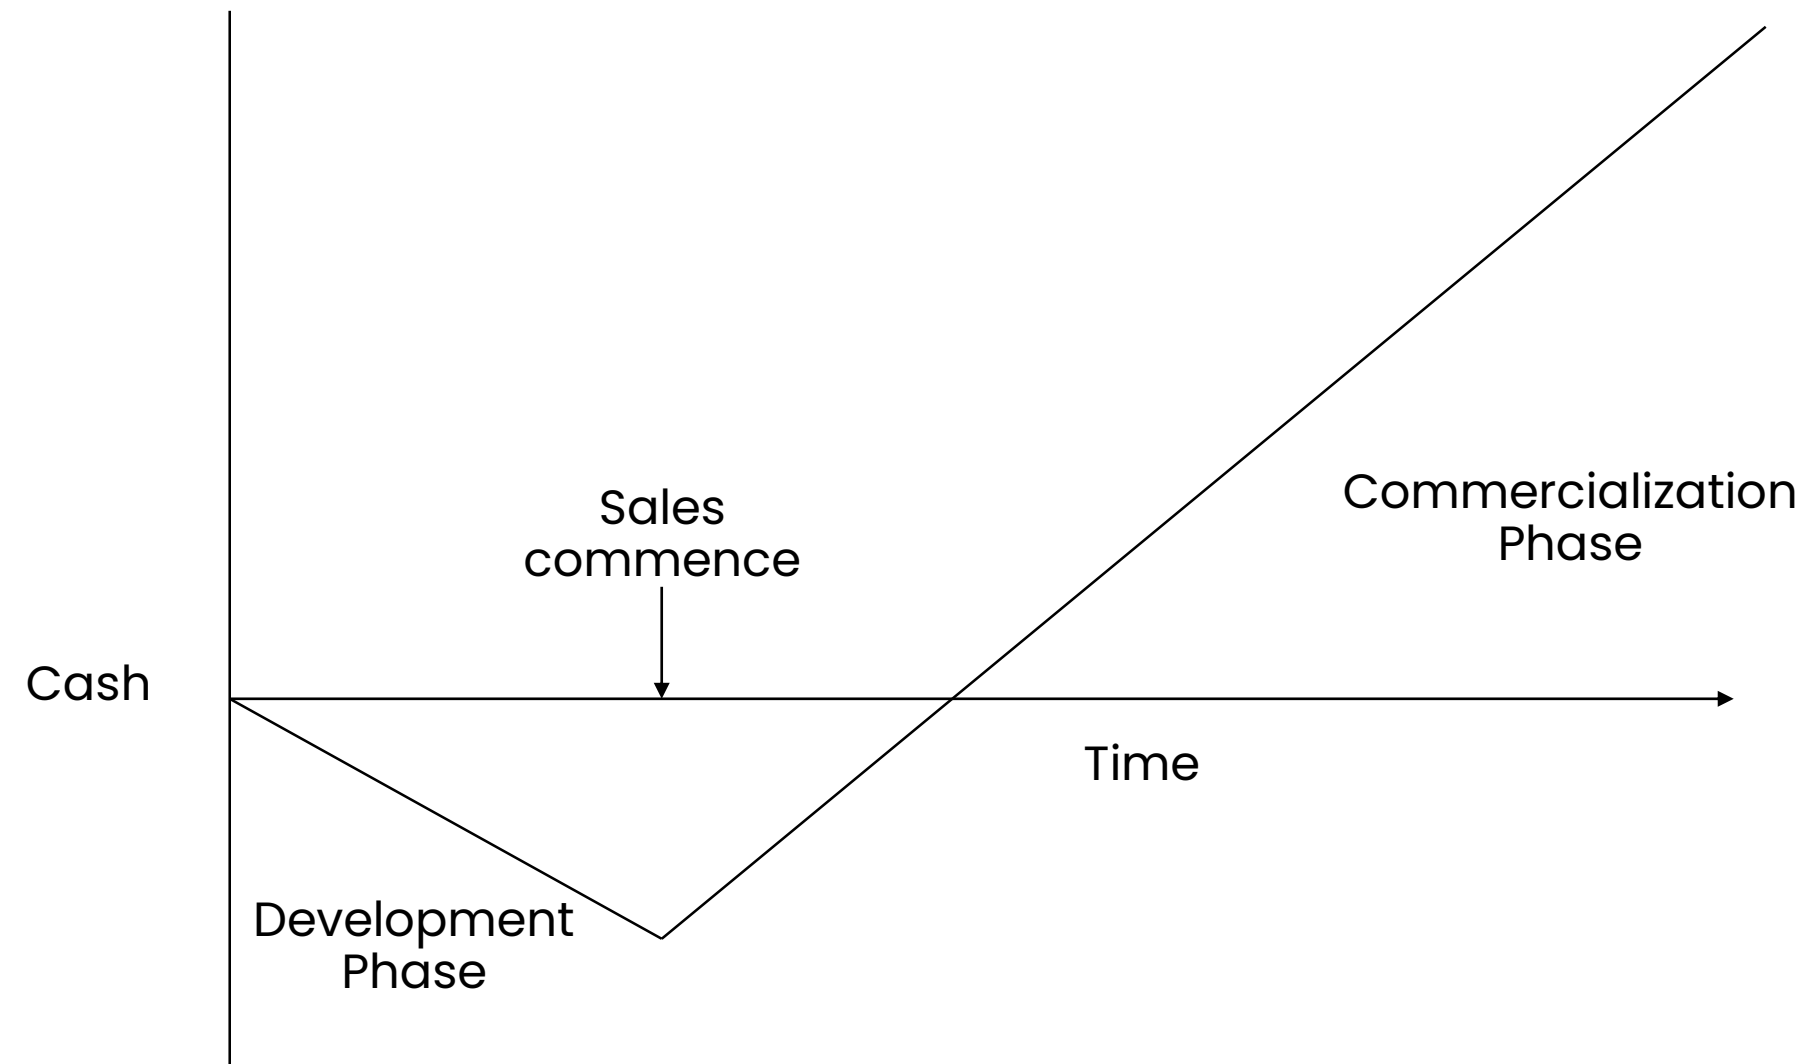 Sales
commence
Commercialization
Phase
Cash
Time
Development
Phase